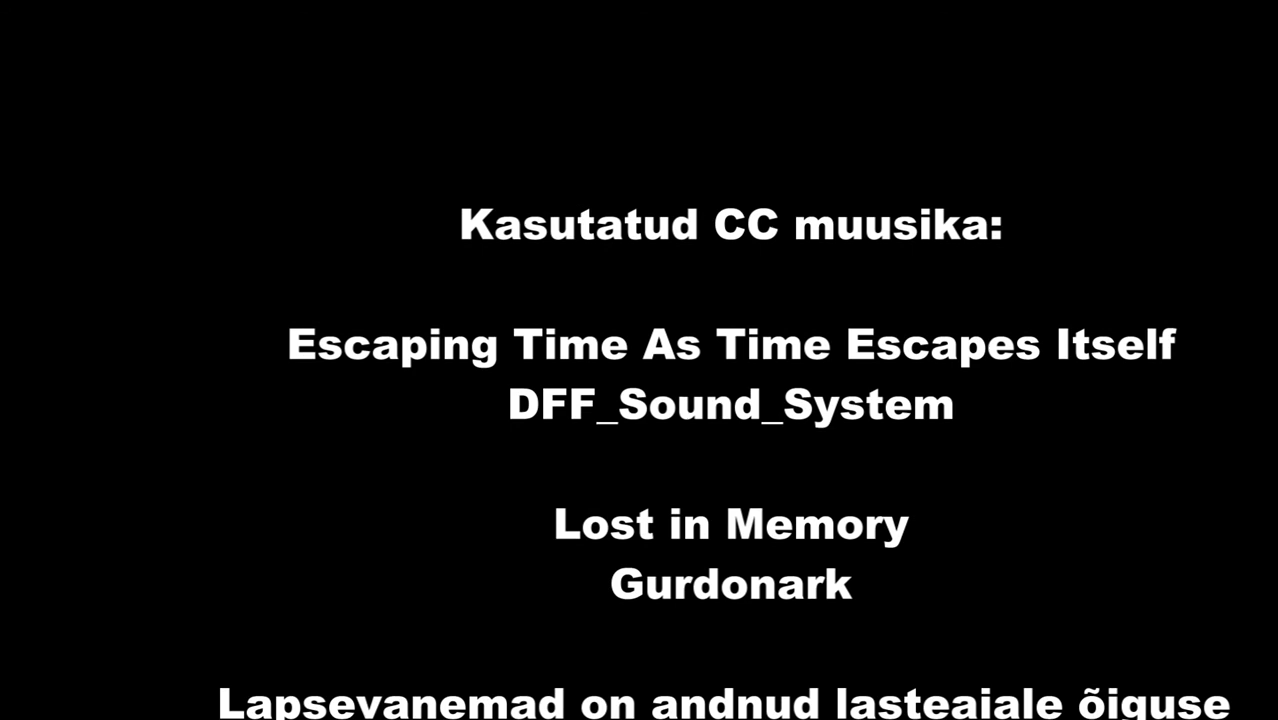 Kasutatud CC muusika:
Escaping Time As Time Escapes Itself
DFF_Sound_System
Lost in Memory
Gurdonark
Lapsevanemad on andnud lasteaiale õiguse